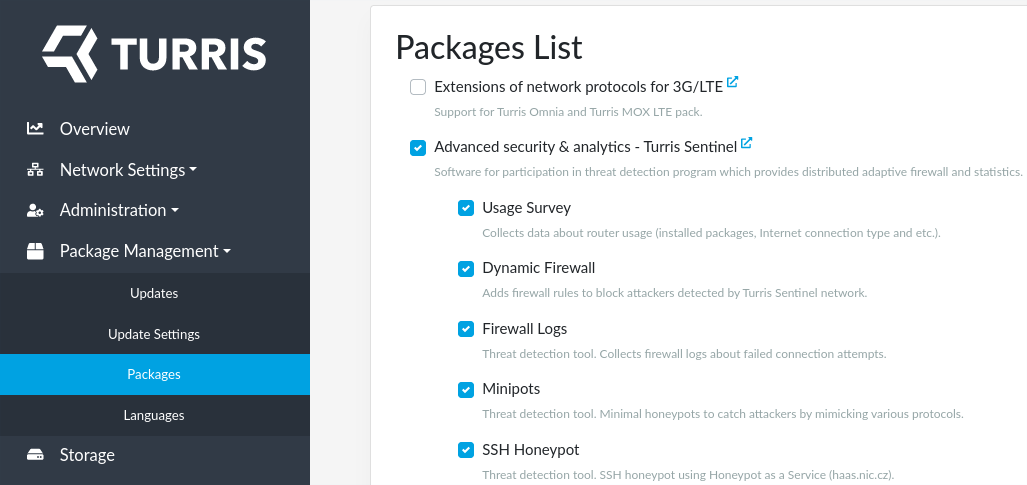 TURRIS
Overview
Network Settings
Administration
Package Management
Updates
Update Settings
Packages
Languages
Storage
Packages List
Extensions of network protocols for 3G/LTE
Support for Turris Omnia and Turris MOX LTE pack.
Advanced security & analytics - Turris Sentinel
Software for participation in threat detection program which provides distributed adaptive firewall and statistics.
Usage Survey
Collects data about router usage (installed packages, Internet connection type and etc.).
Dynamic Firewall
Adds firewall rules to block attackers detected by Turris Sentinel network.
Firewall Logs
Threat detection tool. Collects firewall logs about failed connection attempts.
Minipots
Threat detection tool. Minimal honeypots to catch attackers by mimicking various protocols.
SSH Honeypot
Threat detection tool. SSH honeypot using Honeypot as a Service (haas.nic.cz).